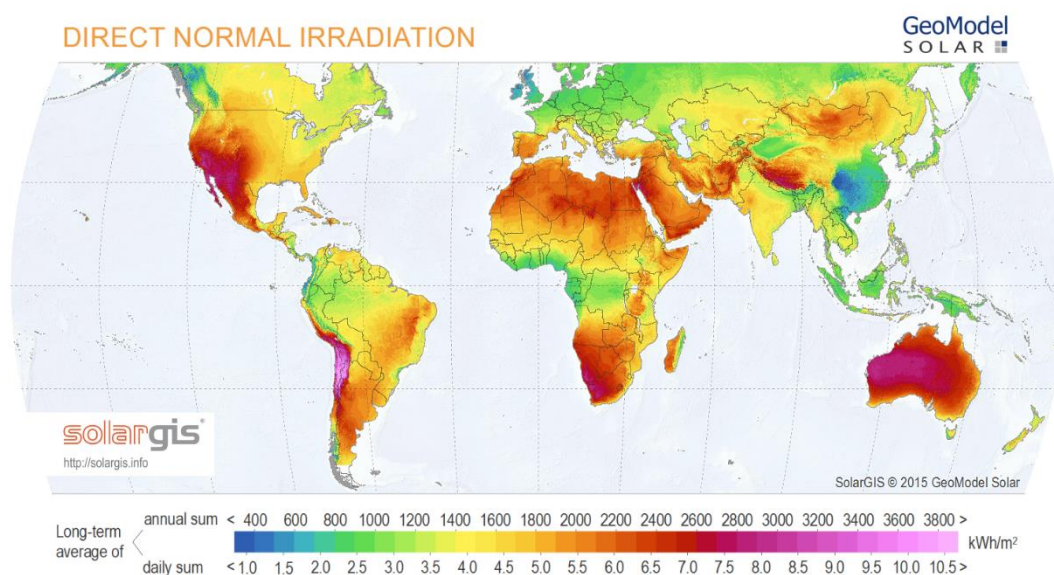 DIRECT NORMAL IRRADIATION
GeoModel
SOLAR
solargis
http://solargis.info
SolarGIS © 2015 GeoModel Solar
Long-term
average of
annual sum < 400 600 800 1000 1200 1400 1600 1800 2000 2200 2400 2600 2800 3000 3200 3400 3600 3800 >
kWh/m²
daily sum < 1.0 1.5 2.0 2.5 3.0 3.5 4.0 4.5 5.0 5.5 6.0 6.5 7.0 7.5 8.0 8.5 9.0 9.5 10.0 10.5 >